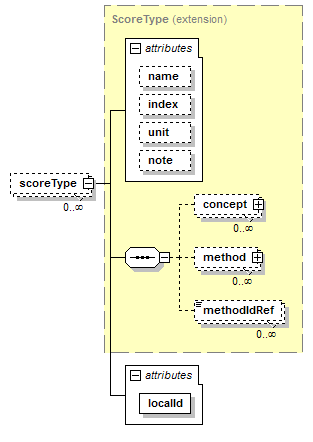 ScoreType (extension)
attributes
name
index
unit
note
scoreType
0..∞
concept
0..∞
method
0..∞
methodIdRef
0..∞
attributes
localId